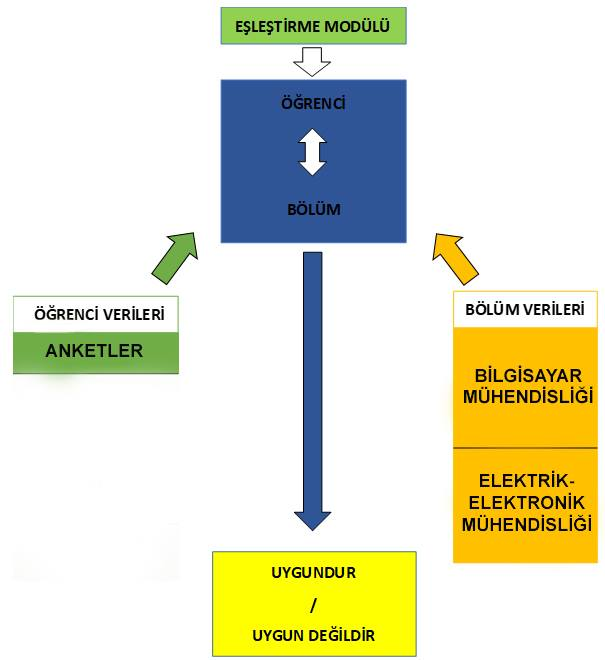 EŞLEŞTİRME MODÜLÜ
ÖĞRENCİ
BÖLÜM
ÖĞRENCİ VERİLERİ
ANKETLER
BÖLÜM VERİLERİ
BİLGİSAYAR
MÜHENDİSLİĞİ
ELEKTRİK-
ELEKTRONİK
MÜHENDİSLİĞİ
UYGUNDUR
/
UYGUN DEĞİLDİR